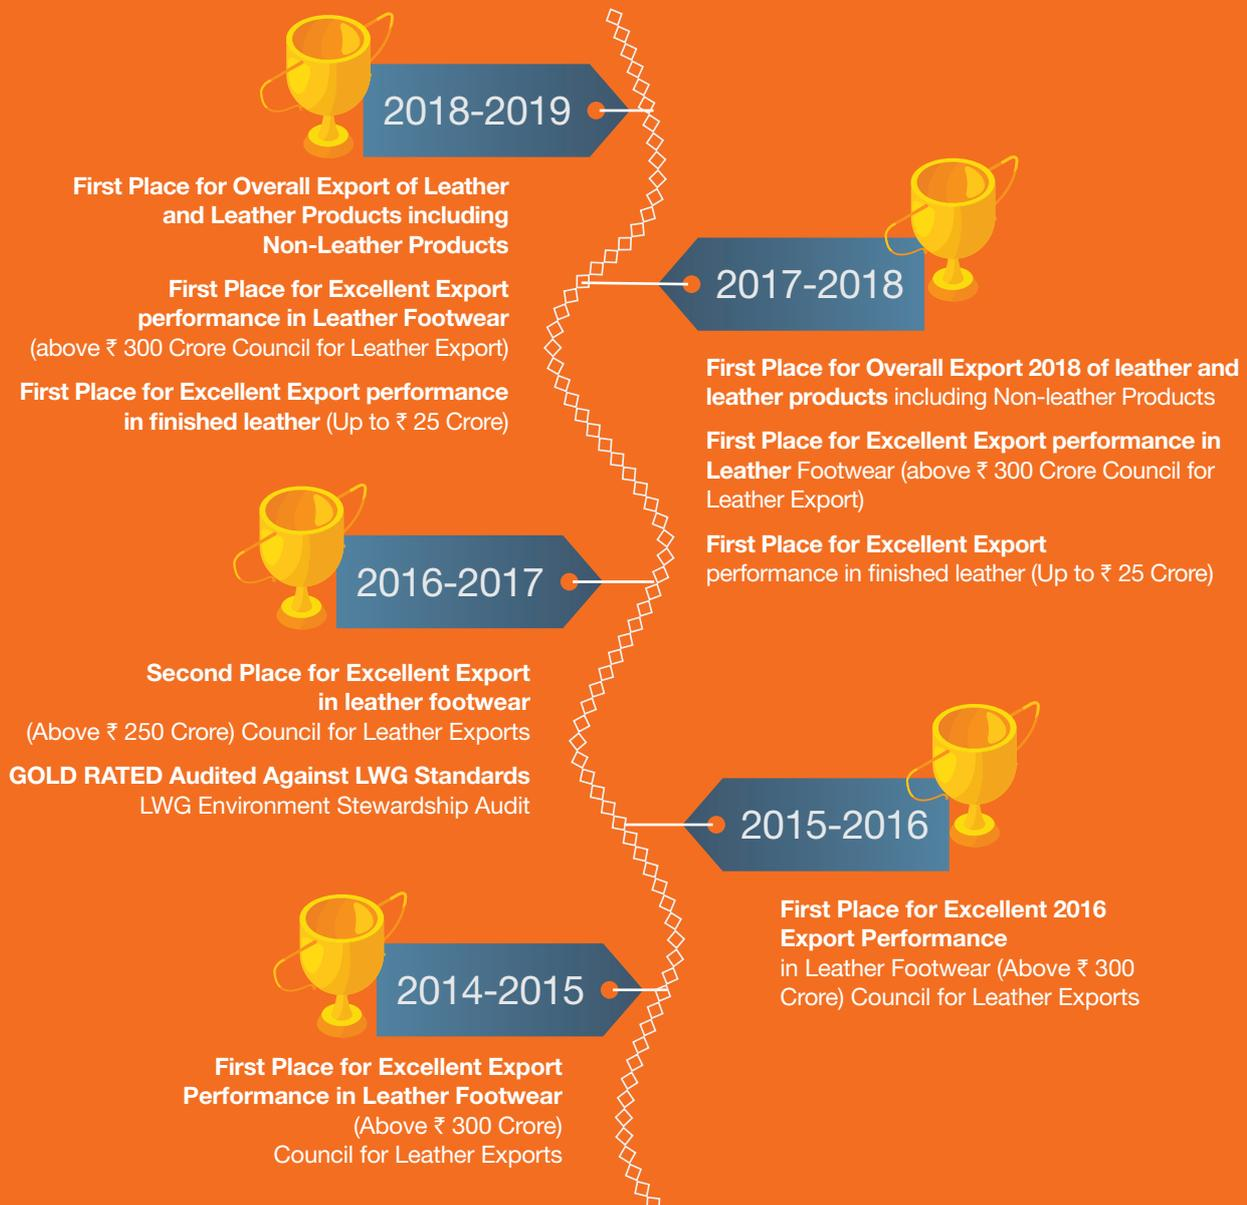 2018-2019
First Place for Overall Export of Leather
and Leather Products including
Non-Leather Products
First Place for Excellent Export
performance in Leather Footwear
(above ₹ 300 Crore Council for Leather Export)
First Place for Excellent Export performance
in finished leather (Up to ₹ 25 Crore)
2017-2018
First Place for Overall Export 2018 of leather and
leather products including Non-leather Products
First Place for Excellent Export performance in
Leather Footwear (above ₹ 300 Crore Council for
Leather Export)
First Place for Excellent Export
performance in finished leather (Up to ₹ 25 Crore)
2016-2017
Second Place for Excellent Export
in leather footwear
(Above ₹ 250 Crore) Council for Leather Exports
GOLD RATED Audited Against LWG Standards
LWG Environment Stewardship Audit
2015-2016
First Place for Excellent 2016
Export Performance
in Leather Footwear (Above ₹ 300
Crore) Council for Leather Exports
2014-2015
First Place for Excellent Export
Performance in Leather Footwear
(Above ₹ 300 Crore)
Council for Leather Exports